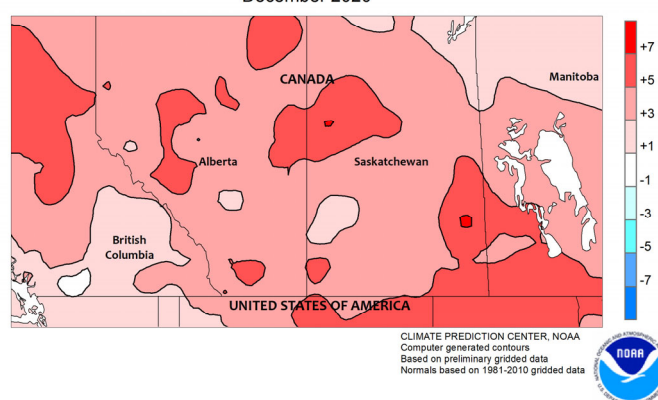 CANADA
Manitoba
Alberta
Saskatchewan
British
Columbia
UNITED STATES OF AMERICA
+7
+5
+3
+1
-1
-3
-5
-7
CLIMATE PREDICTION CENTER, NOAA
Computer generated contours
Based on preliminary gridded data
Normals based on 1981-2010 gridded data
NOAA